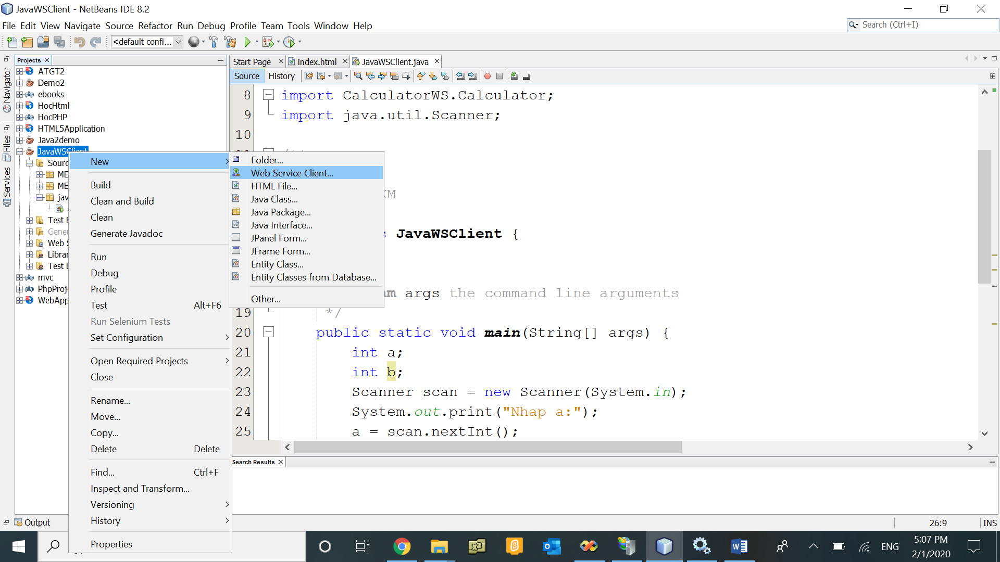 JavaWSClient - NetBeans IDE 8.2
File Edit View Navigate Source Refactor Run Debug Profile Team Tools Window Help
Search (Ctrl+I)
<default confi...
Projects
Navigator
Files
Services
ATGT2
Demo2
ebooks
HocHtml
HocPHP
HTML5Application
Java2demo
JavaWSClient
Sourc
ME
ME
jav
Test P
Gener
Web S
Librar
Test L
mvc
PhpProje
WebApp
New
Build
Clean and Build
Clean
Generate Javadoc
Run
Debug
Profile
Test Alt+F6
Run Selenium Tests
Set Configuration
Open Required Projects
Close
Rename...
Move...
Copy...
Delete Delete
Find... Ctrl+F
Inspect and Transform...
Versioning
History
Properties
Folder...
Web Service Client...
HTML File...
Java Class...
Java Package...
Java Interface...
JPanel Form...
JFrame Form...
Entity Class...
Entity Classes from Database...
Other...
Start Page index.html JavaWSClient.java
Source History
8 import CalculatorWS.Calculator;
9 import java.util.Scanner;
10
KM
s JavaWSClient {
am args the command line arguments
19 */
20 public static void main(String[] args) {
21 int a;
22 int b;
23 Scanner scan = new Scanner(System.in);
24 System.out.print("Nhap a:");
25 a = scan.nextInt();
Search Results
Output
26:9 INS
ENG
5:07 PM
2/1/2020